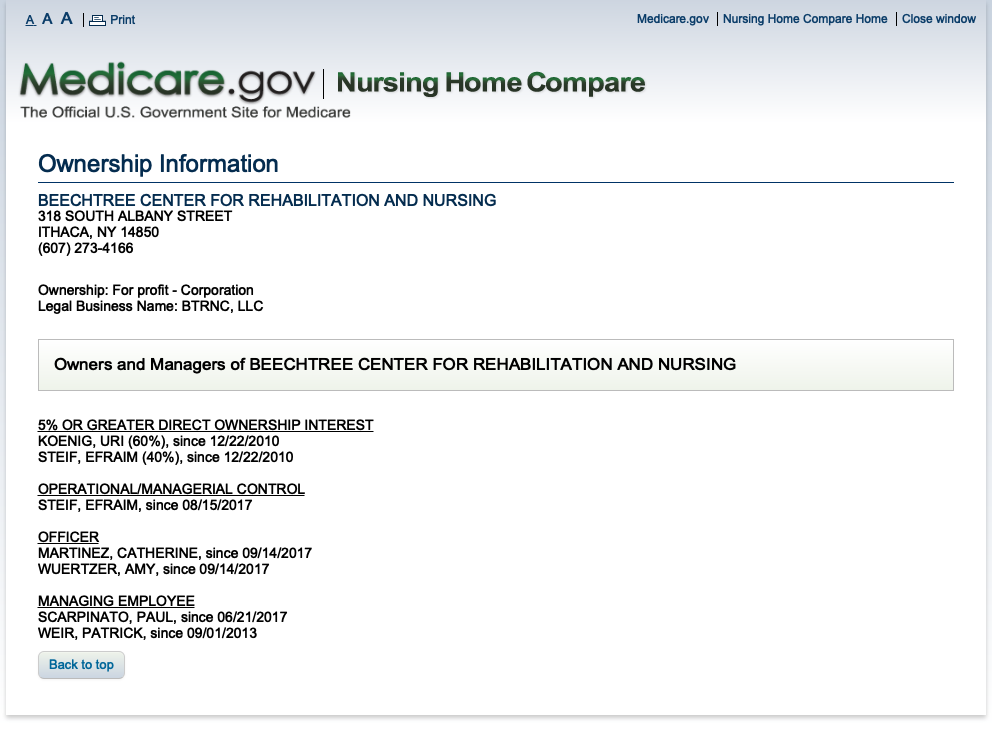 A A A | Print
Medicare.gov | Nursing Home Compare Home | Close window
Medicare.gov | Nursing Home Compare
The Official U.S. Government Site for Medicare
Ownership Information
BEECHTREE CENTER FOR REHABILITATION AND NURSING
318 SOUTH ALBANY STREET
ITHACA, NY 14850
(607) 273-4166
Ownership: For profit - Corporation
Legal Business Name: BTRNC, LLC
Owners and Managers of BEECHTREE CENTER FOR REHABILITATION AND NURSING
5% OR GREATER DIRECT OWNERSHIP INTEREST
KOENIG, URI (60%), since 12/22/2010
STEIF, EFRAIM (40%), since 12/22/2010
OPERATIONAL/MANAGERIAL CONTROL
STEIF, EFRAIM, since 08/15/2017
OFFICER
MARTINEZ, CATHERINE, since 09/14/2017
WUERTZER, AMY, since 09/14/2017
MANAGING EMPLOYEE
SCARPINATO, PAUL, since 06/21/2017
WEIR, PATRICK, since 09/01/2013
Back to top